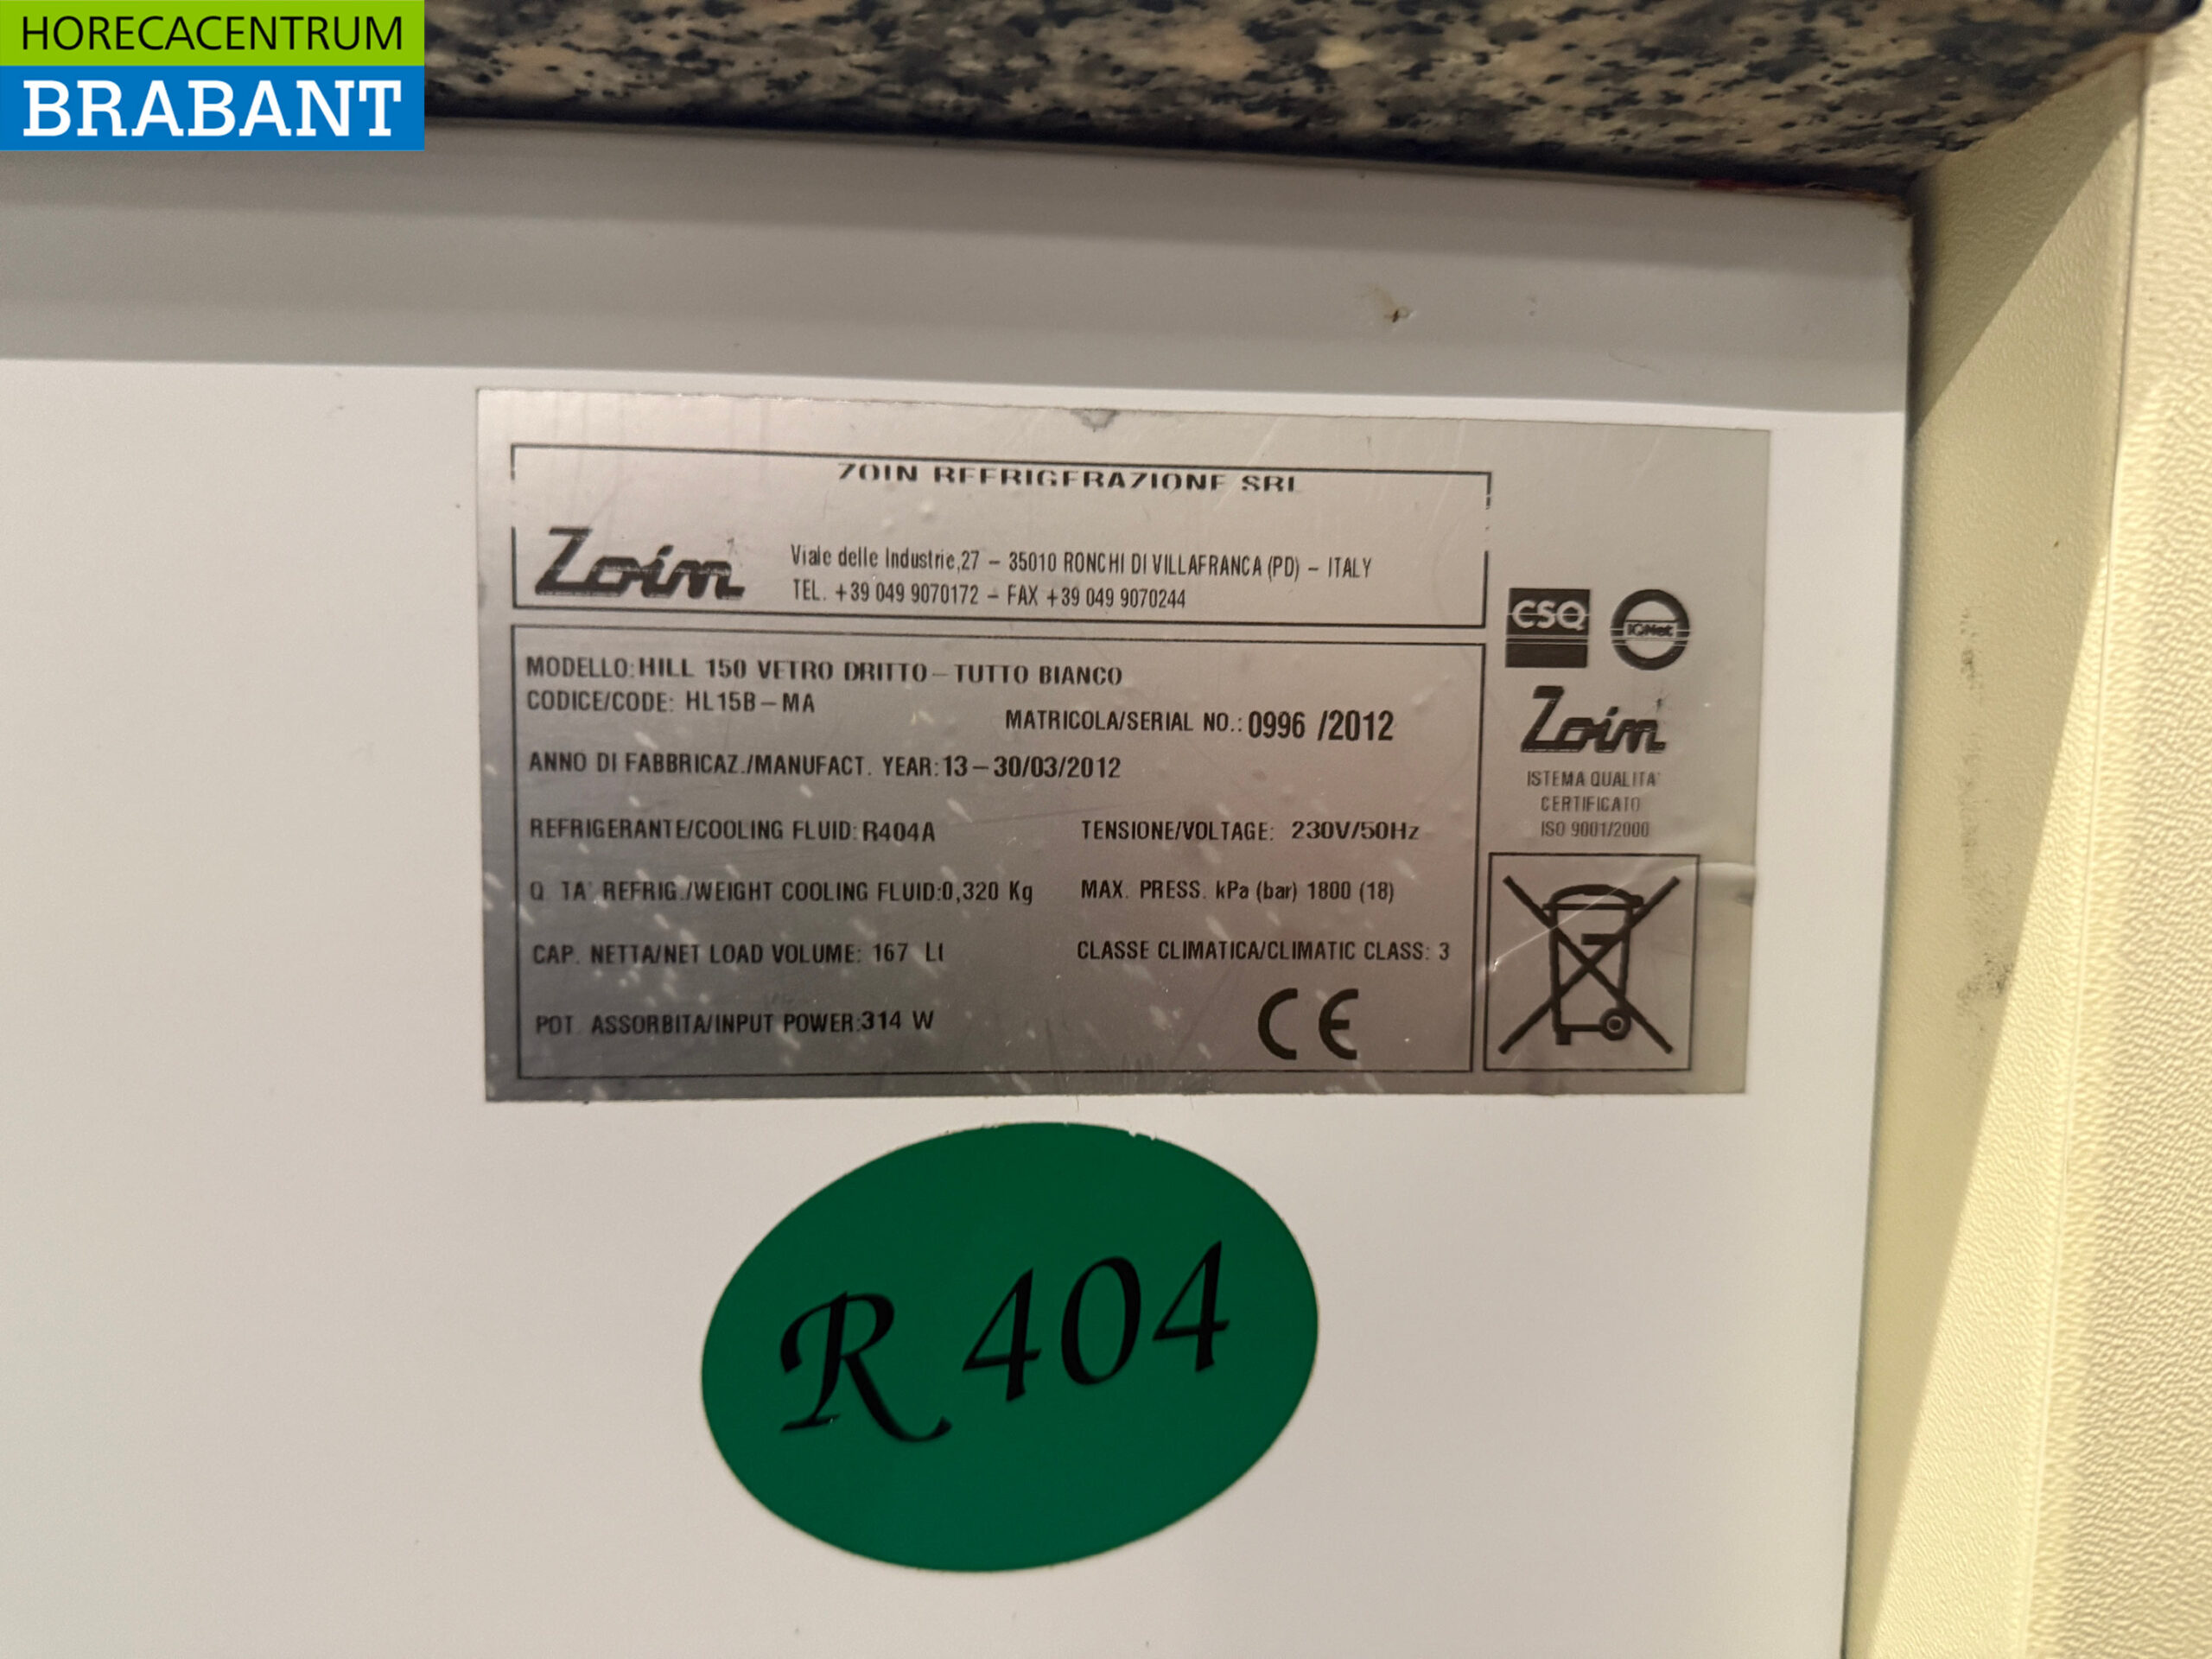 HORECACENTRUM
BRABANT
ZOIN REFRIGERAZIONE SRL
Zoin
Viale delle Industrie,27 – 35010 RONCHI DI VILLAFRANCA (PD) – ITALY
TEL. +39 049 9070172 – FAX +39 049 9070244
MODELLO: HILL 150 VETRO DRITTO – TUTTO BIANCO
CODICE/CODE: HL15B – MA
MATRICOLA/SERIAL NO.: 0996 /2012
ANNO DI FABBRICAZ./MANUFACT. YEAR: 13 – 30/03/2012
REFRIGERANTE/COOLING FLUID: R404A
TENSIONE/VOLTAGE: 230V/50Hz
Q. TA' REFRIG./WEIGHT COOLING FLUID:0,320 Kg
MAX. PRESS. kPa (bar) 1800 (18)
CAP. NETTA/NET LOAD VOLUME: 167 Lt
CLASSE CLIMATICA/CLIMATIC CLASS: 3
POT. ASSORBITA/INPUT POWER:314 W
CE
CSQ
IQNet
Zoin
ISTEMA QUALITA'
CERTIFICATO
ISO 9001/2000
R 404